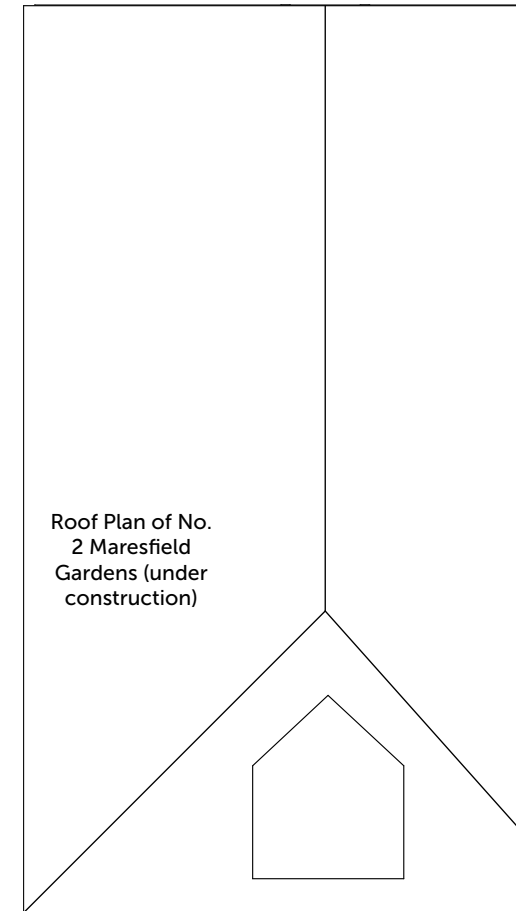 Roof Plan of No.
2 Maresfield
Gardens (under
construction)